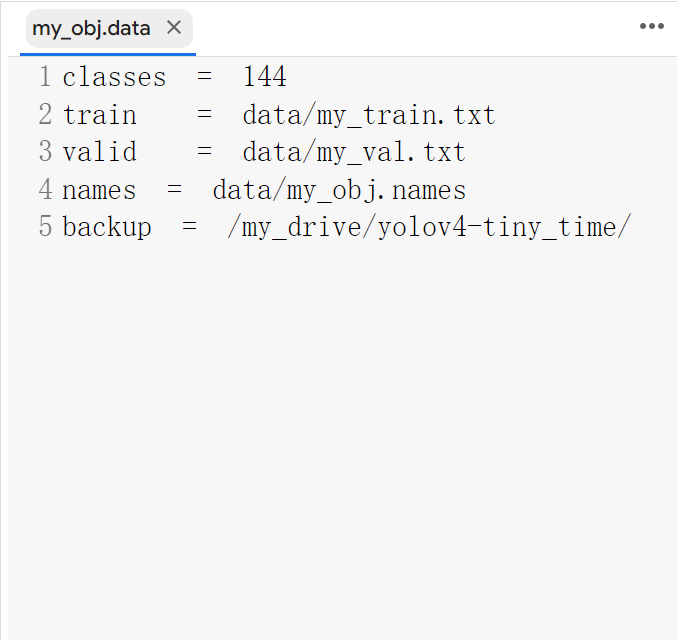 my_obj.data
1 classes  =  144
2 train    =  data/my_train.txt
3 valid    =  data/my_val.txt
4 names  =  data/my_obj.names
5 backup  =  /my_drive/yolov4-tiny_time/